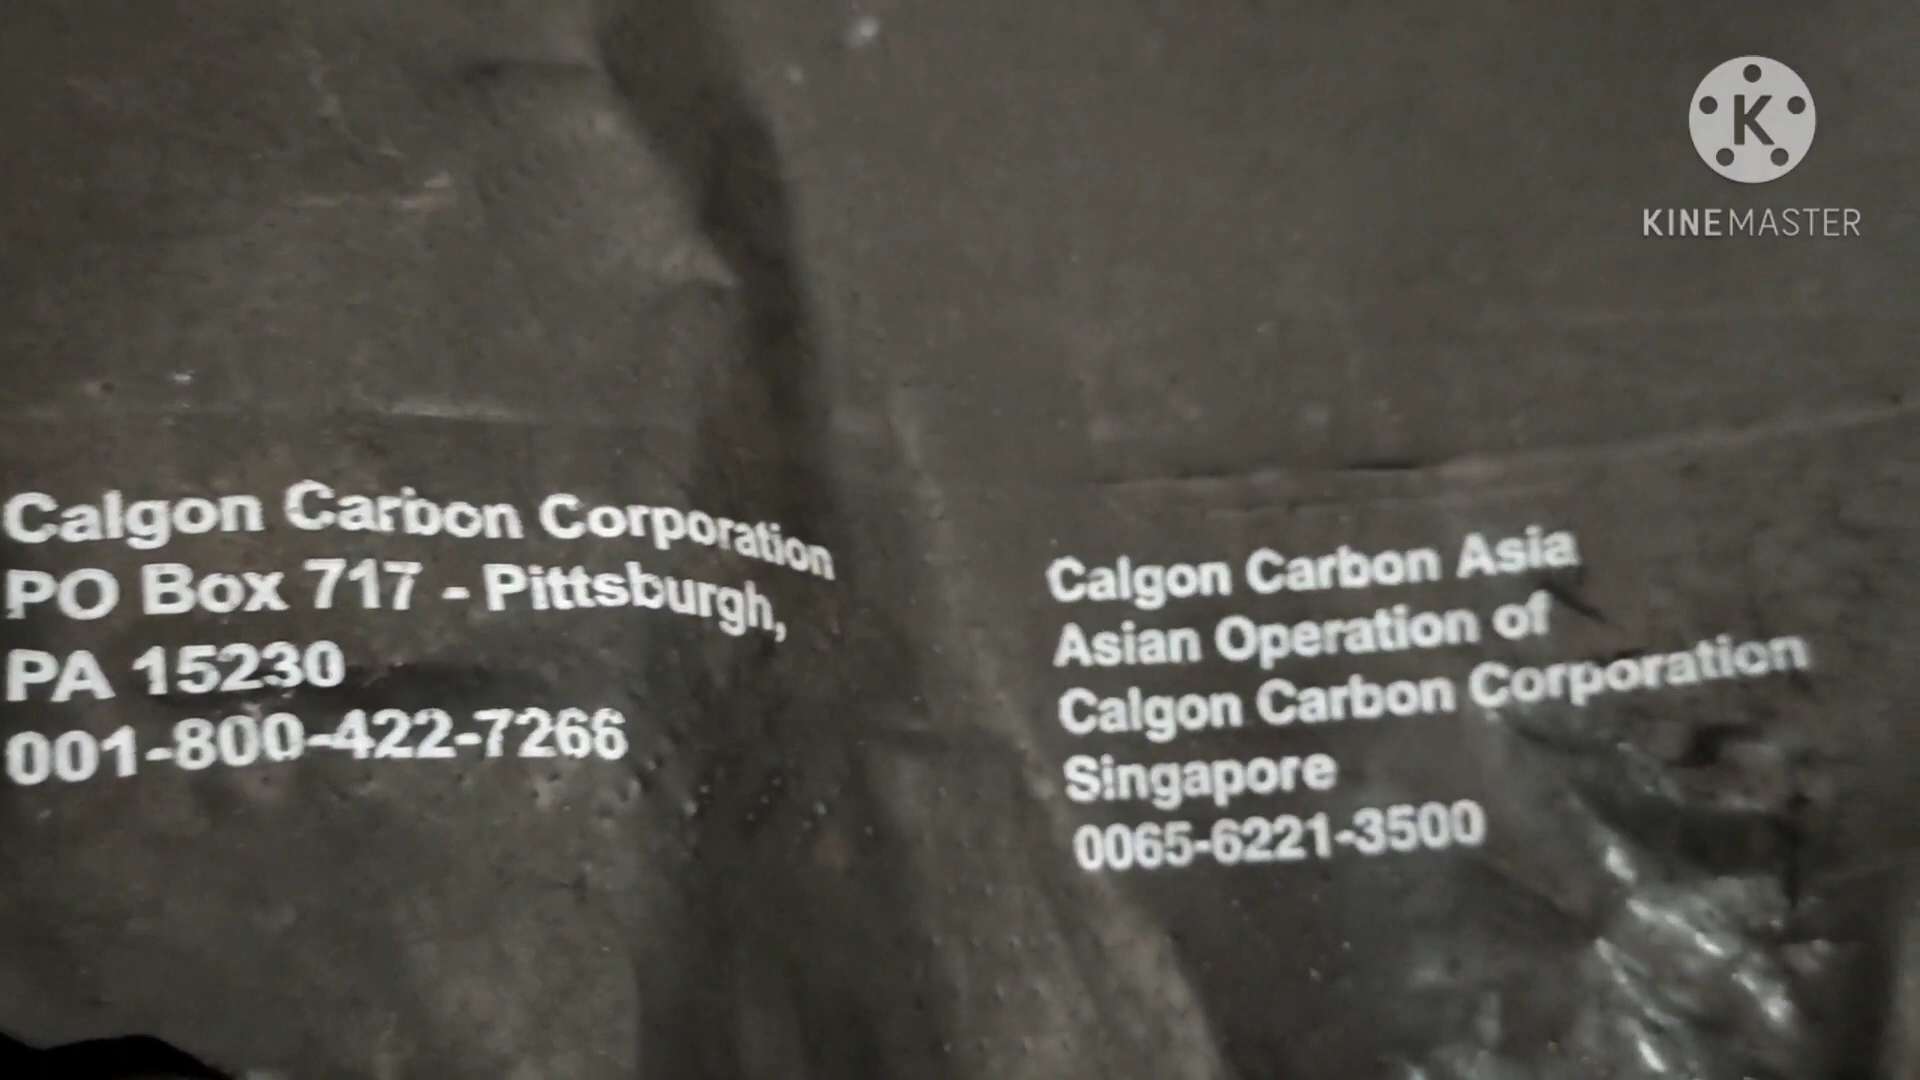 K
KINEMASTER
Calgon Carbon Corporation
PO Box 717 - Pittsburgh,
PA 15230
001-800-422-7266
Calgon Carbon Asia
Asian Operation of
Calgon Carbon Corporation
Singapore
0065-6221-3500